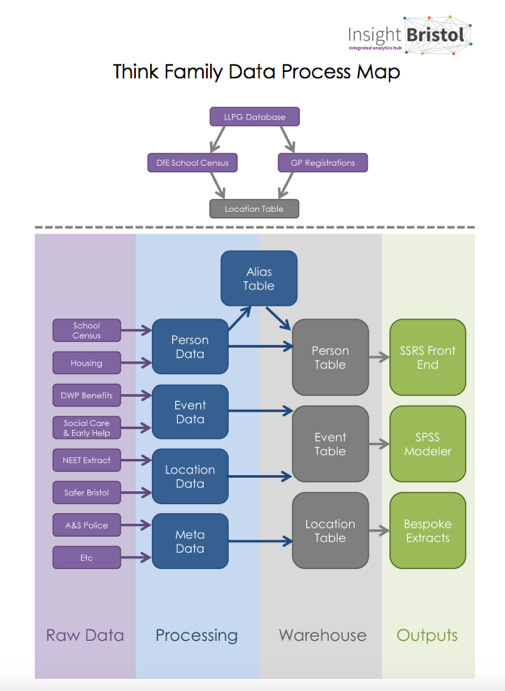 Insight Bristol
Integrated analytics hub
Think Family Data Process Map
LLPG Database
DfE School Census
GP Registrations
Location Table
Alias
Table
School
Census
Housing
DWP Benefits
Social Care
& Early Help
NEET Extract
Safer Bristol
A&S Police
Etc
Person
Data
Event
Data
Location
Data
Meta
Data
Person
Table
Event
Table
Location
Table
SSRS Front
End
SPSS
Modeler
Bespoke
Extracts
Raw Data
Processing
Warehouse
Outputs